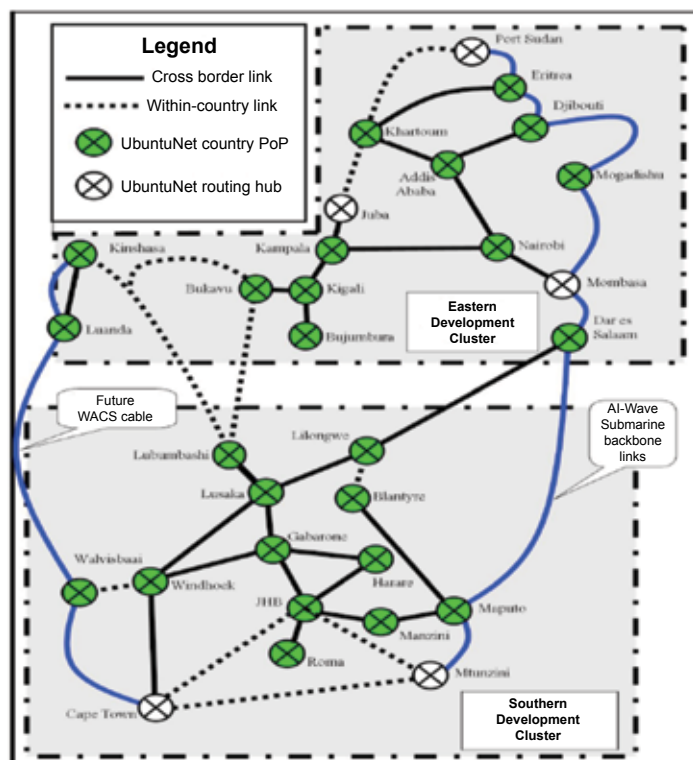 Legend
Cross border link
Within-country link
UbuntuNet country PoP
UbuntuNet routing hub
Port Sudan
Eritrea
Djibouti
Khartoum
Addis
Ababa
Mogadishu
Juba
Kinshasa
Kampala
Nairobi
Bukavu
Kigali
Mombasa
Luanda
Bujumbura
Eastern
Development
Cluster
Dar es
Salaam
Future
WACS cable
AI-Wave
Submarine
backbone
links
Lilongwe
Lubumbashi
Lusaka
Blantyre
Gabarone
Walvisbaai
Windhoek
Harare
JHB
Maputo
Manzini
Roma
Mtunzini
Cape Town
Southern
Development
Cluster